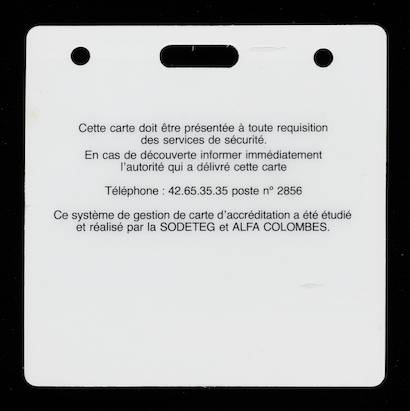 Cette carte doit être présentée à toute requisition
des services de sécurité.
En cas de découverte informer immédiatement
l'autorité qui a délivré cette carte
Téléphone : 42.65.35.35 poste nº 2856
Ce système de gestion de carte d'accréditation a été étudié
et réalisé par la SODETEG et ALFA COLOMBES.